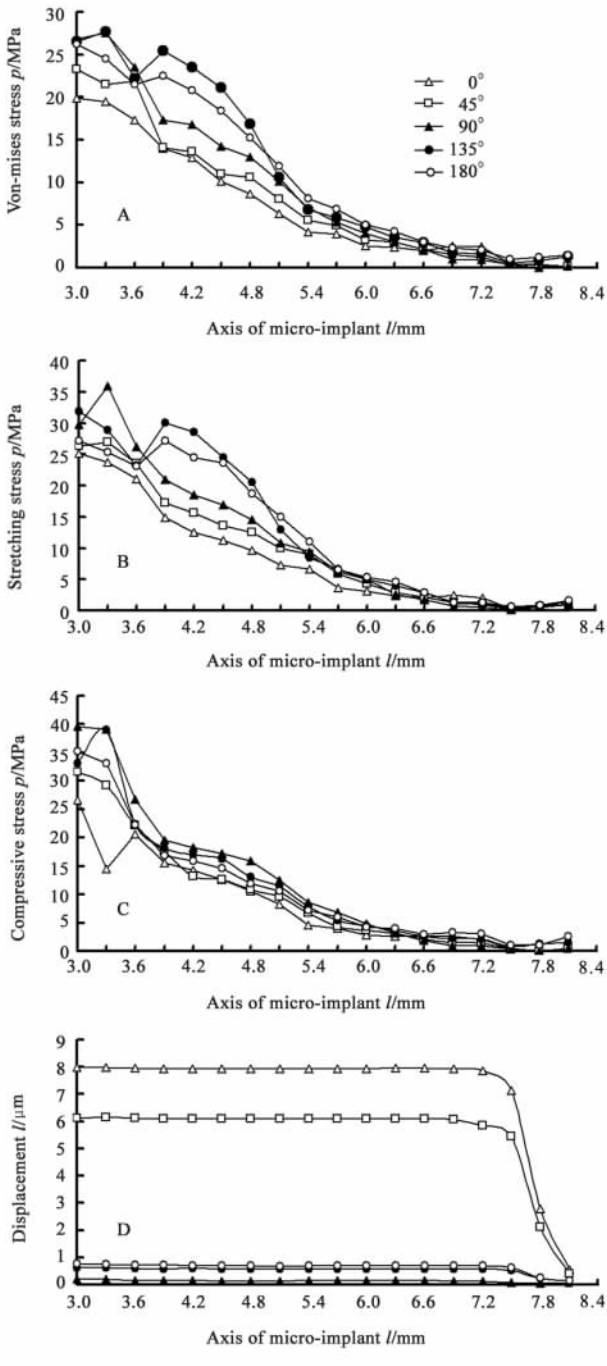 Von-mises stress p/MPa
30
25
20
15
10
5
0
0°
45°
90°
135°
180°
A
3.0 3.6 4.2 4.8 5.4 6.0 6.6 7.2 7.8 8.4
Axis of micro-implant l/mm
Stretching stress p/MPa
40
35
30
25
20
15
10
5
0
B
3.0 3.6 4.2 4.8 5.4 6.0 6.6 7.2 7.8 8.4
Axis of micro-implant l/mm
Compressive stress p/MPa
45
40
35
30
25
20
15
10
5
0
C
3.0 3.6 4.2 4.8 5.4 6.0 6.6 7.2 7.8 8.4
Axis of micro-implant l/mm
Displacement l/μm
9
8
7
6
5
4
3
2
1
0
D
3.0 3.6 4.2 4.8 5.4 6.0 6.6 7.2 7.8 8.4
Axis of micro-implant l/mm